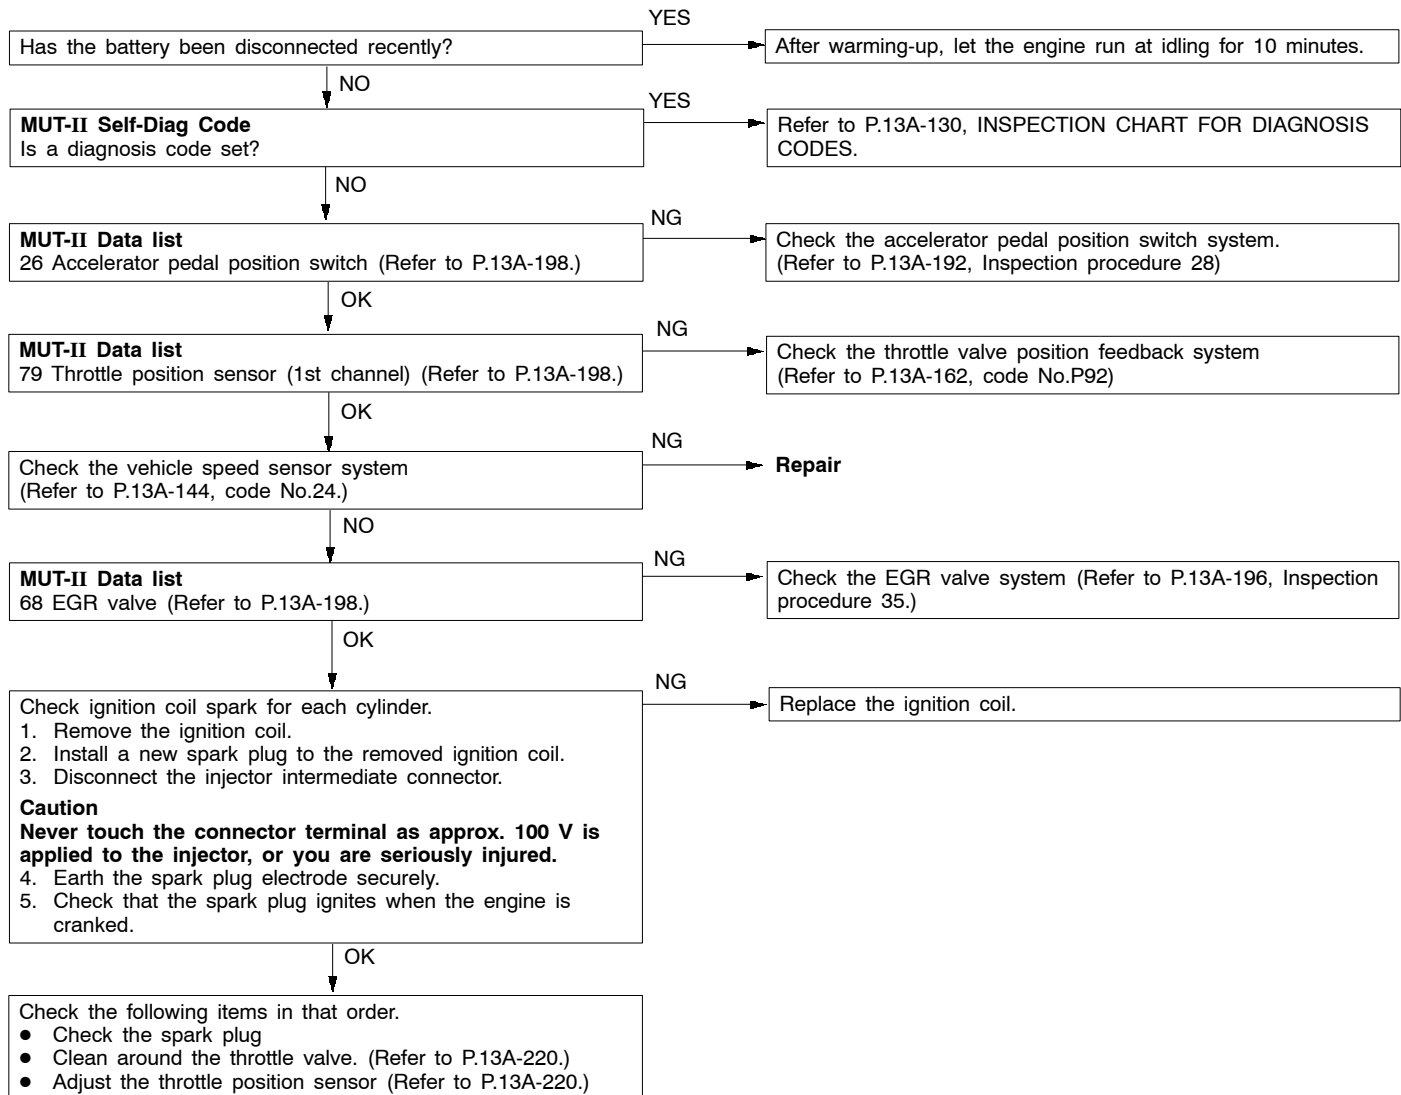 YES
Has the battery been disconnected recently?
After warming-up, let the engine run at idling for 10 minutes.
NO
YES
MUT-II Self-Diag Code
Is a diagnosis code set?
Refer to P.13A-130, INSPECTION CHART FOR DIAGNOSIS
CODES.
NO
NG
MUT-II Data list
26 Accelerator pedal position switch (Refer to P.13A-198.)
Check the accelerator pedal position switch system.
(Refer to P.13A-192, Inspection procedure 28)
OK
NG
MUT-II Data list
79 Throttle position sensor (1st channel) (Refer to P.13A-198.)
Check the throttle valve position feedback system
(Refer to P.13A-162, code No.P92)
OK
NG
Check the vehicle speed sensor system
(Refer to P.13A-144, code No.24.)
Repair
NO
NG
MUT-II Data list
68 EGR valve (Refer to P.13A-198.)
Check the EGR valve system (Refer to P.13A-196, Inspection
procedure 35.)
OK
NG
Check ignition coil spark for each cylinder.
1. Remove the ignition coil.
2. Install a new spark plug to the removed ignition coil.
3. Disconnect the injector intermediate connector.
Caution
Never touch the connector terminal as approx. 100 V is
applied to the injector, or you are seriously injured.
4. Earth the spark plug electrode securely.
5. Check that the spark plug ignites when the engine is
cranked.
Replace the ignition coil.
OK
Check the following items in that order.
● Check the spark plug
● Clean around the throttle valve. (Refer to P.13A-220.)
● Adjust the throttle position sensor (Refer to P.13A-220.)